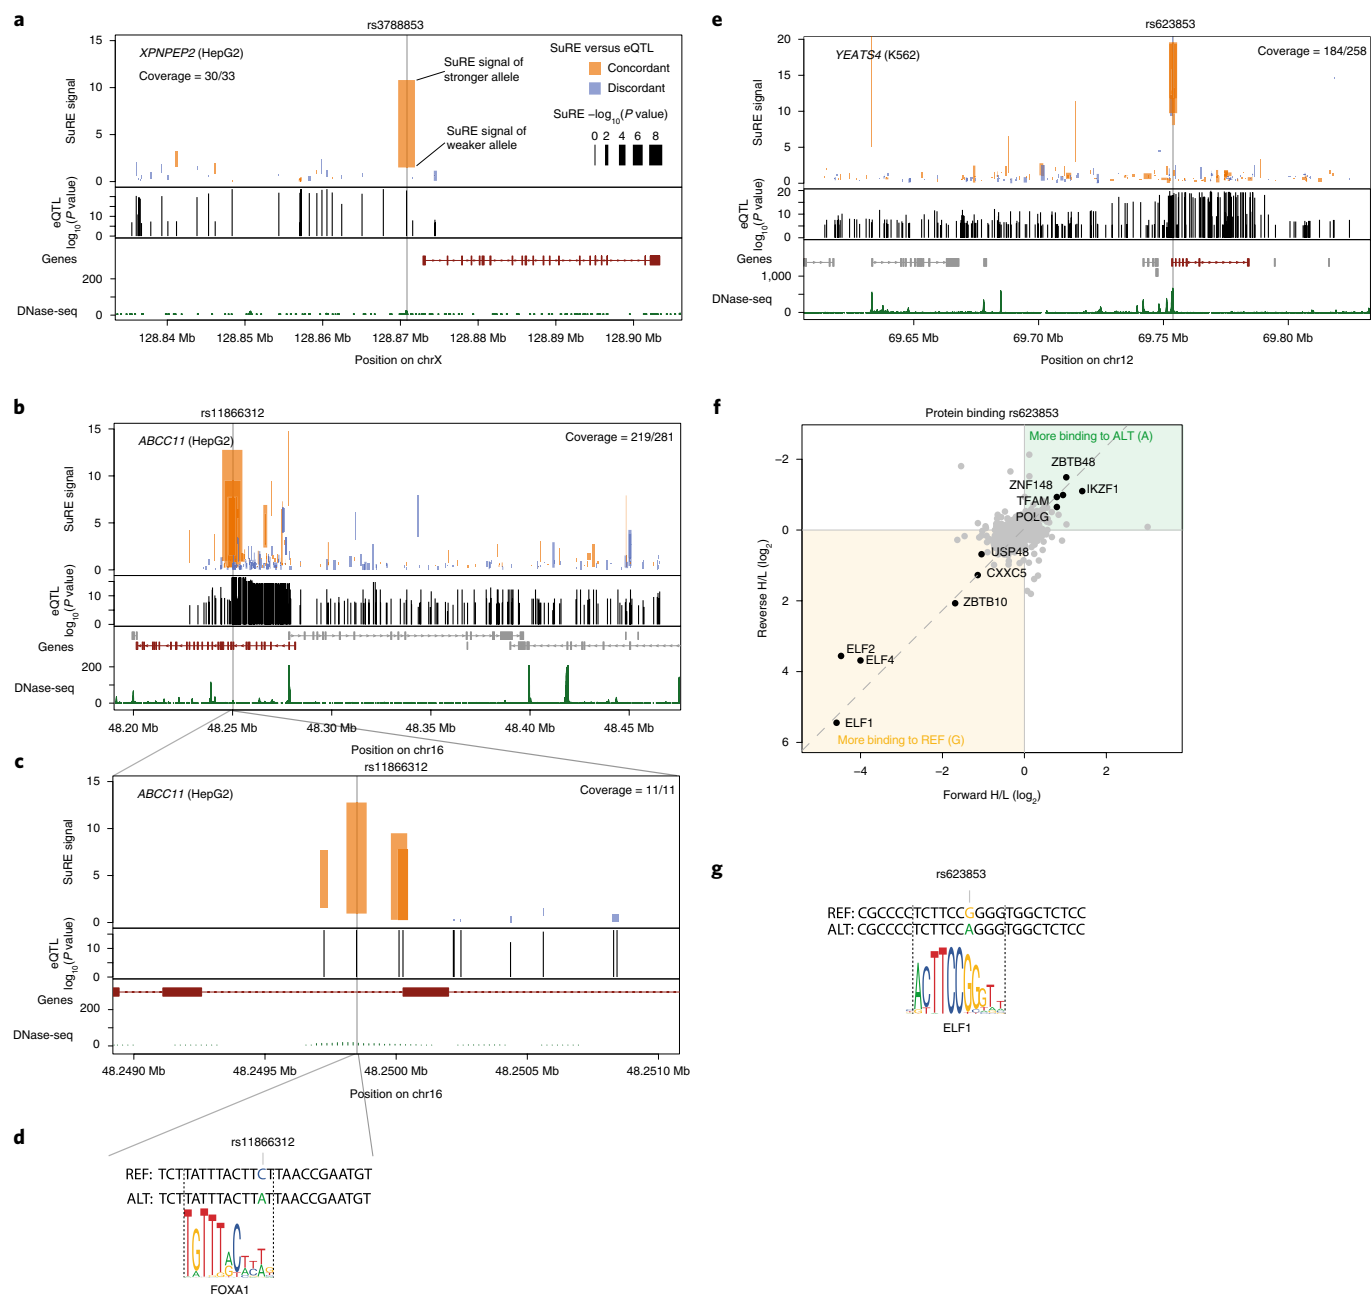 a
rs3788853
XPNPEP2 (HepG2)
Coverage = 30/33
SuRE signal of
stronger allele
SuRE signal of
weaker allele
SuRE versus eQTL
Concordant
Discordant
SuRE −log10(P value)
0 2 4 6 8
SuRE signal
15
10
5
0
eQTL
log10(P value)
10
0
Genes
200
DNase-seq
0
128.84 Mb 128.85 Mb 128.86 Mb 128.87 Mb 128.88 Mb 128.89 Mb 128.90 Mb
Position on chrX
b
rs11866312
ABCC11 (HepG2)
Coverage = 219/281
SuRE signal
15
10
5
0
eQTL
log10(P value)
10
0
Genes
200
DNase-seq
0
48.20 Mb 48.25 Mb 48.30 Mb 48.35 Mb 48.40 Mb 48.45 Mb
Position on chr16
c
rs11866312
ABCC11 (HepG2)
Coverage = 11/11
SuRE signal
15
10
5
0
eQTL
log10(P value)
10
0
Genes
200
DNase-seq
0
48.2490 Mb 48.2495 Mb 48.2500 Mb 48.2505 Mb 48.2510 Mb
Position on chr16
d
rs11866312
REF: TCTTATTTACTTCTTAACCGAATGT
ALT: TCTTATTTACTTATTAACCGAATGT
FOXA1
e
rs623853
YEATS4 (K562)
Coverage = 184/258
SuRE signal
20
15
10
5
0
eQTL
log10(P value)
20
10
0
Genes
1,000
DNase-seq
0
69.65 Mb 69.70 Mb 69.75 Mb 69.80 Mb
Position on chr12
f
Protein binding rs623853
More binding to ALT (A)
ZBTB48
ZNF148
IKZF1
TFAM
POLG
USP48
CXXC5
ZBTB10
ELF2
ELF4
ELF1
More binding to REF (G)
Reverse H/L (log2)
−2
0
2
4
6
−4 −2 0 2
Forward H/L (log2)
g
rs623853
REF: CGCCCCTCTTCCGGGGTGGCTCTCC
ALT: CGCCCCTCTTCCAGGGTGGCTCTCC
ELF1